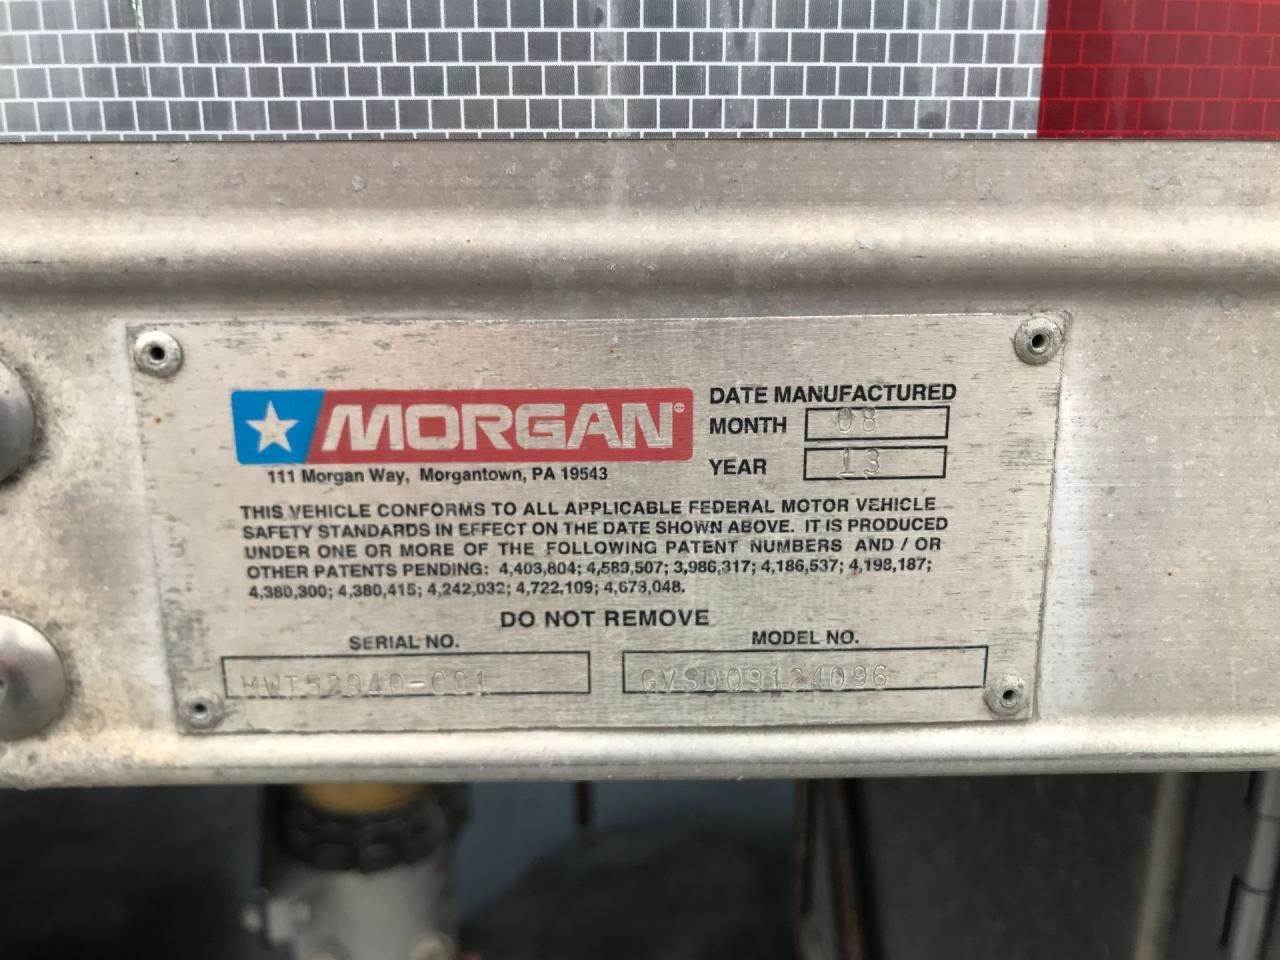 MORGAN®
111 Morgan Way, Morgantown, PA 19543
DATE MANUFACTURED
MONTH 08
YEAR 13
THIS VEHICLE CONFORMS TO ALL APPLICABLE FEDERAL MOTOR VEHICLE
SAFETY STANDARDS IN EFFECT ON THE DATE SHOWN ABOVE. IT IS PRODUCED
UNDER ONE OR MORE OF THE FOLLOWING PATENT NUMBERS AND / OR
OTHER PATENTS PENDING: 4,403,804; 4,589,507; 3,986,317; 4,186,537; 4,198,187;
4,380,300; 4,380,415; 4,242,032; 4,722,109; 4,678,048.
DO NOT REMOVE
SERIAL NO. MODEL NO.
MWT52940-001 GVSD09124096